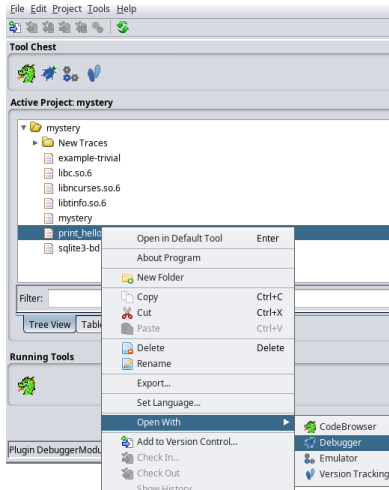 File Edit Project Tools Help
Tool Chest
Active Project: mystery
mystery
New Traces
example-trivial
libc.so.6
libncurses.so.6
libtinfo.so.6
mystery
print_hello
sqlite3-bd
Filter:
Tree View Table
Running Tools
Plugin DebuggerModu
Open in Default Tool Enter
About Program
New Folder
Copy Ctrl+C
Cut Ctrl+X
Paste Ctrl+V
Delete Delete
Rename
Export...
Set Language...
Open With
Add to Version Control...
Check In...
Check Out
Show History
CodeBrowser
Debugger
Emulator
Version Tracking